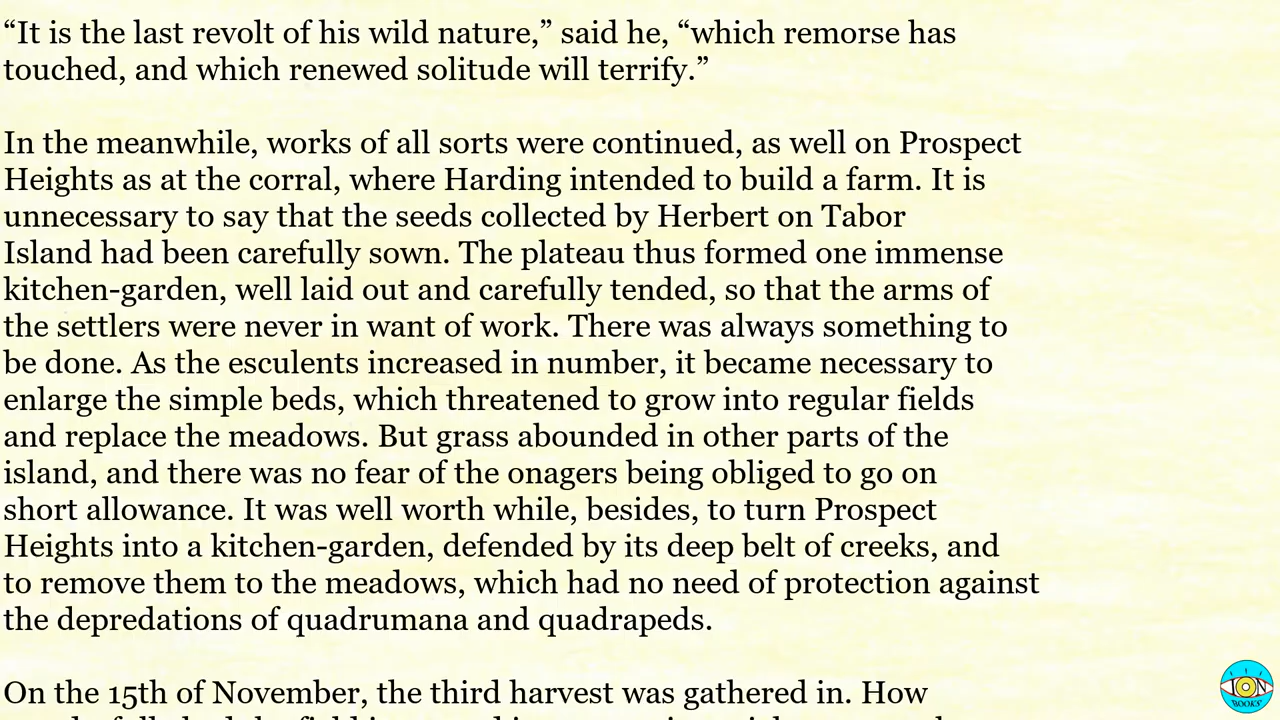 “It is the last revolt of his wild nature,” said he, “which remorse has
touched, and which renewed solitude will terrify.”
In the meanwhile, works of all sorts were continued, as well on Prospect
Heights as at the corral, where Harding intended to build a farm. It is
unnecessary to say that the seeds collected by Herbert on Tabor
Island had been carefully sown. The plateau thus formed one immense
kitchen-garden, well laid out and carefully tended, so that the arms of
the settlers were never in want of work. There was always something to
be done. As the esculents increased in number, it became necessary to
enlarge the simple beds, which threatened to grow into regular fields
and replace the meadows. But grass abounded in other parts of the
island, and there was no fear of the onagers being obliged to go on
short allowance. It was well worth while, besides, to turn Prospect
Heights into a kitchen-garden, defended by its deep belt of creeks, and
to remove them to the meadows, which had no need of protection against
the depredations of quadrumana and quadrapeds.
On the 15th of November, the third harvest was gathered in. How
ION
BOOKS